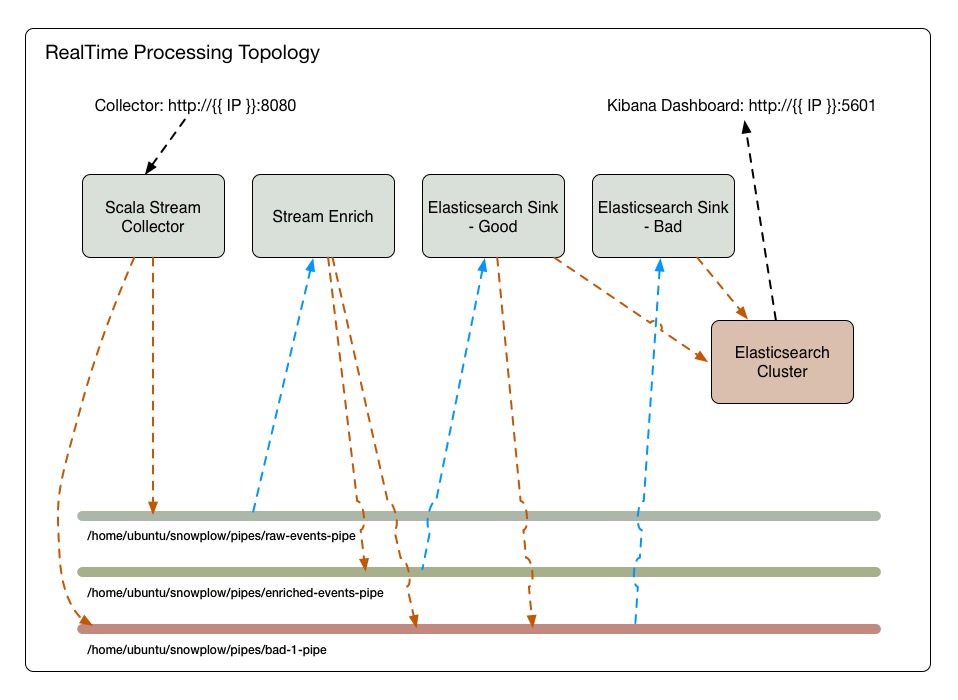 RealTime Processing Topology
Collector: http://{{ IP }}:8080
Kibana Dashboard: http://{{ IP }}:5601
Scala Stream
Collector
Stream Enrich
Elasticsearch Sink
- Good
Elasticsearch Sink
- Bad
Elasticsearch
Cluster
/home/ubuntu/snowplow/pipes/raw-events-pipe
/home/ubuntu/snowplow/pipes/enriched-events-pipe
/home/ubuntu/snowplow/pipes/bad-1-pipe